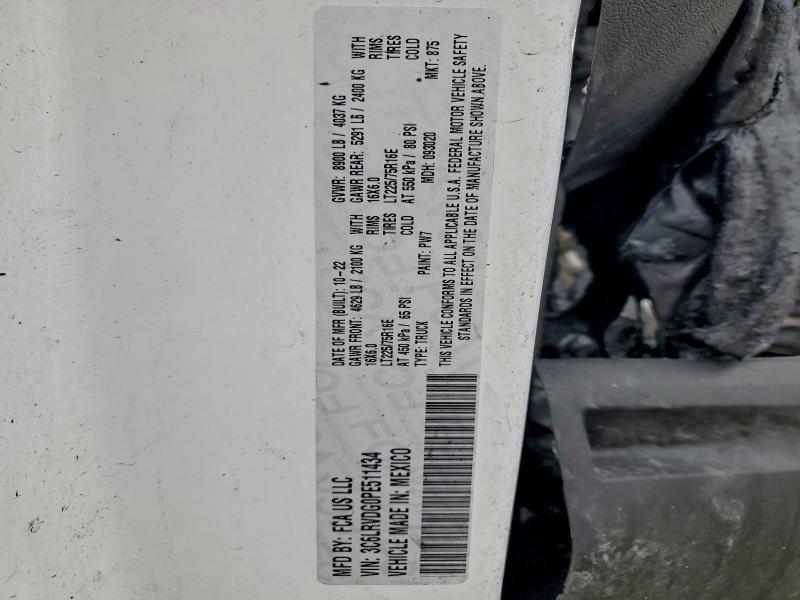 MFD BY: FCA US LLC
VIN: 3C6LRVDG0PE511434
VEHICLE MADE IN: MEXICO
DATE OF MFR (BUILT): 10-22 GVWR: 8900 LB / 4037 KG
GAWR FRONT: 4629 LB / 2100 KG WITH GAWR REAR: 5291 LB / 2400 KG WITH
16X6.0 RIMS 16X6.0 RIMS,
LT225/75R16E TIRES LT225/75R16E TIRES
AT 450 kPa / 65 PSI COLD AT 550 kPa / 80 PSI COLD
TYPE: TRUCK PAINT: PW7 MDH: 093020 * MKT: 875
THIS VEHICLE CONFORMS TO ALL APPLICABLE U.S.A. FEDERAL MOTOR VEHICLE SAFETY
STANDARDS IN EFFECT ON THE DATE OF MANUFACTURE SHOWN ABOVE.